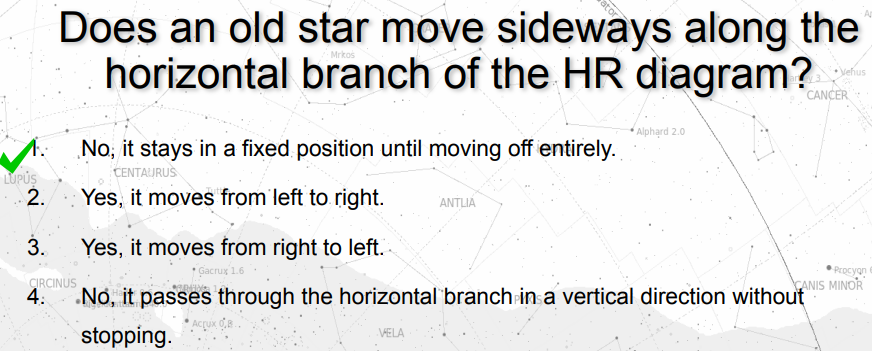 Does an old star move sideways along the
horizontal branch of the HR diagram?
Mrkos
Venus
CANCER
Alphard 2.0
1. No, it stays in a fixed position until moving off entirely.
LUPUS
CENTAURUS
2. Yes, it moves from left to right.
ANTLIA
3. Yes, it moves from right to left.
Gacrux 1.6
Procyon
CIRCINUS
CANIS MINOR
4. No, it passes through the horizontal branch in a vertical direction without
Acrux 0.8
VELA
stopping.